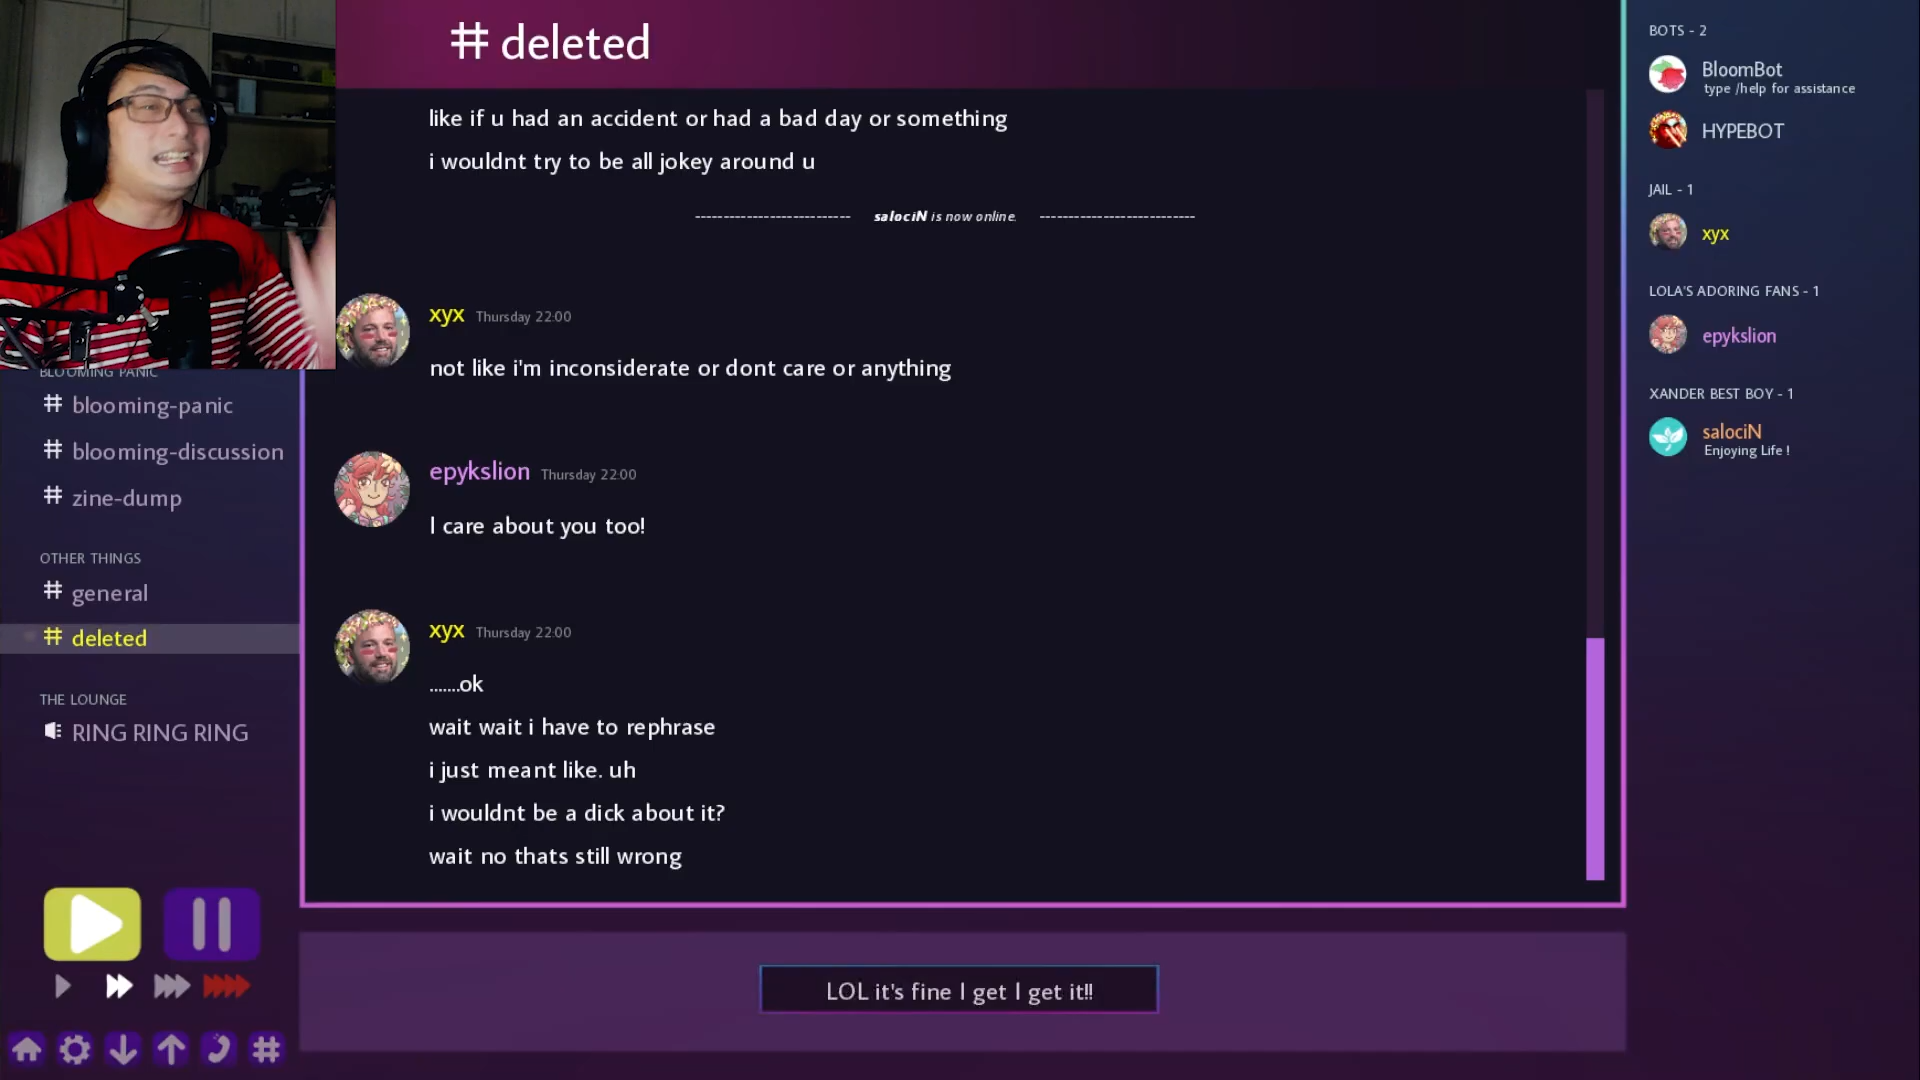 # deleted
like if u had an accident or had a bad day or something
i wouldnt try to be all jokey around u
salociN is now online.
xyx Thursday 22:00
not like i'm inconsiderate or dont care or anything
epykslion Thursday 22:00
I care about you too!
xyx Thursday 22:00
.......ok
wait wait i have to rephrase
i just meant like. uh
i wouldnt be a dick about it?
wait no thats still wrong
LOL it's fine I get I get it!!
BLOOMING PANIC
# blooming-panic
# blooming-discussion
# zine-dump
OTHER THINGS
# general
# deleted
THE LOUNGE
RING RING RING
BOTS - 2
BloomBot
type /help for assistance
HYPEBOT
JAIL - 1
xyx
LOLA'S ADORING FANS - 1
epykslion
XANDER BEST BOY - 1
salociN
Enjoying Life !